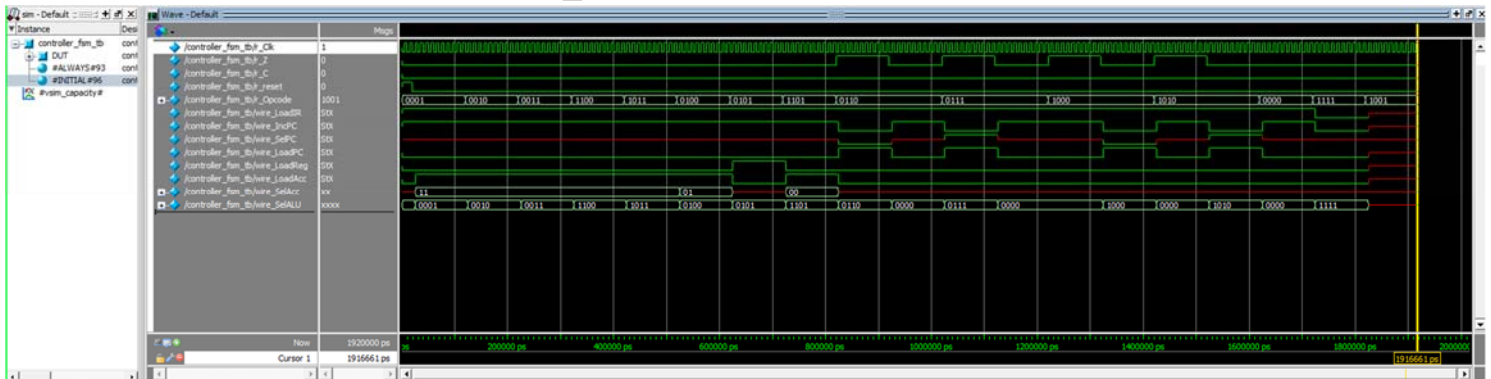 sim - Default
Wave - Default
Instance
Msgs
controller_fsm_tb
DUT
#ALWAYS#93
#INITIAL#96
#vsim_capacity#
/controller_fsm_tb/r_Clk 1
/controller_fsm_tb/r_Z 0
/controller_fsm_tb/r_C 0
/controller_fsm_tb/r_reset 0
/controller_fsm_tb/r_Opcode 1001 0001 0010 0011 1100 1011 0100 0101 1101 0110 0111 1000 1010 0000 1111 1001
/controller_fsm_tb/wire_LoadIR StX
/controller_fsm_tb/wire_IncPC StX
/controller_fsm_tb/wire_SelPC StX
/controller_fsm_tb/wire_LoadPC StX
/controller_fsm_tb/wire_LoadReg StX
/controller_fsm_tb/wire_LoadAcc StX
/controller_fsm_tb/wire_SelAcc xx 11 01 00
/controller_fsm_tb/wire_SelALU xxxx 0001 0010 0011 1100 1011 0100 0101 1101 0110 0000 0111 0000 1000 0000 1010 0000 1111
Now 1920000 ps 200000 ps 400000 ps 600000 ps 800000 ps 1000000 ps 1200000 ps 1400000 ps 1600000 ps 1800000 ps
Cursor 1 1916661 ps 1916661 ps